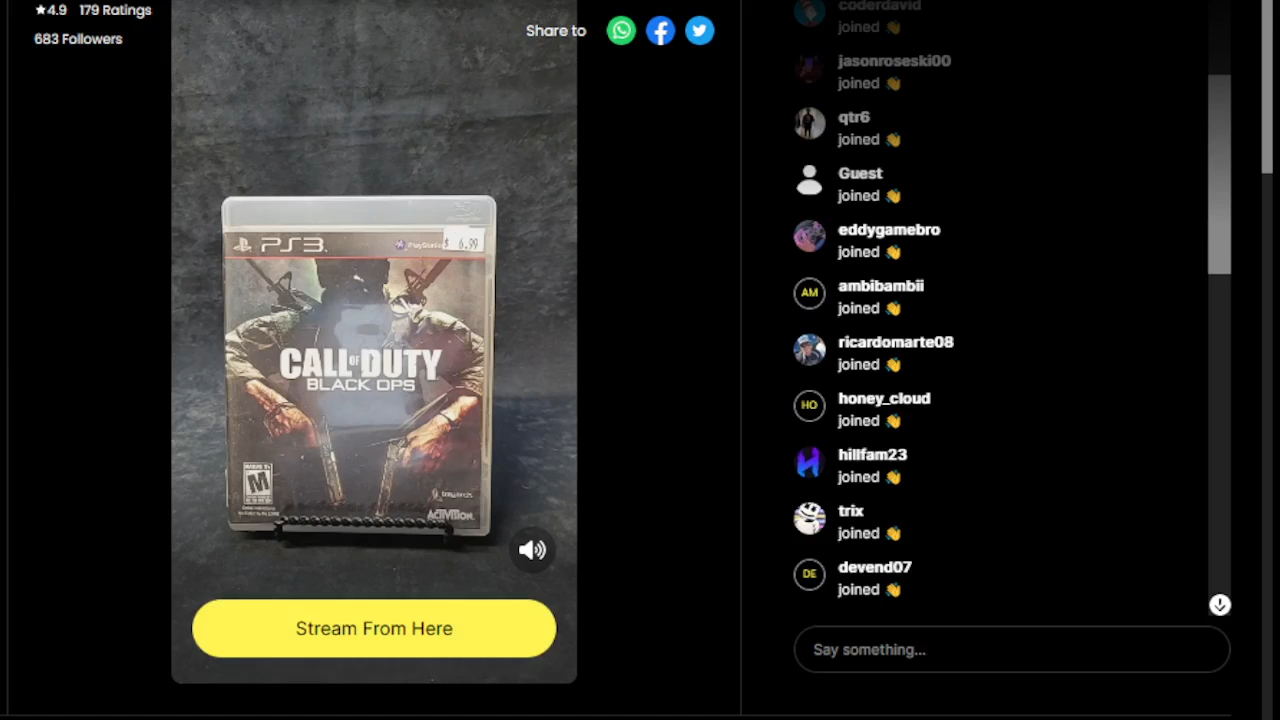 ★4.9 179 Ratings
683 Followers
Share to
PS3
PlayStation
$ 6.99
CALL OF DUTY
BLACK OPS
M
ACTIVISION
Stream From Here
coderdavid
joined 👏
jasonroseski00
joined 👏
qtr6
joined 👏
Guest
joined 👏
eddygamebro
joined 👏
AM
ambibambii
joined 👏
ricardomarte08
joined 👏
HO
honey_cloud
joined 👏
hillfam23
joined 👏
trix
joined 👏
DE
devend07
joined 👏
Say something...